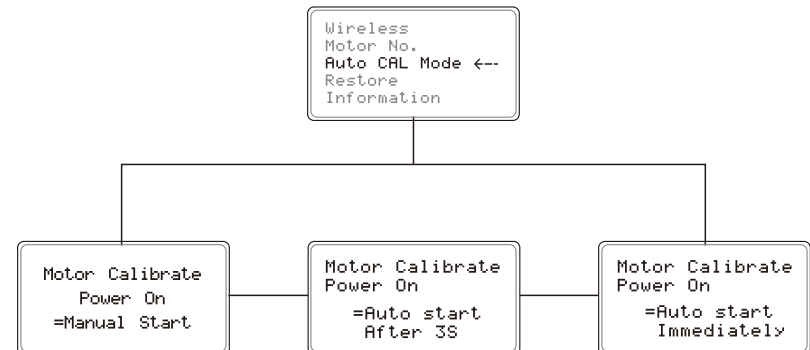 Wireless
Motor No.
Auto CAL Mode ←--
Restore
Information
Motor Calibrate
Power On
=Manual Start
Motor Calibrate
Power On
=Auto start
After 3S
Motor Calibrate
Power On
=Auto start
Immediately